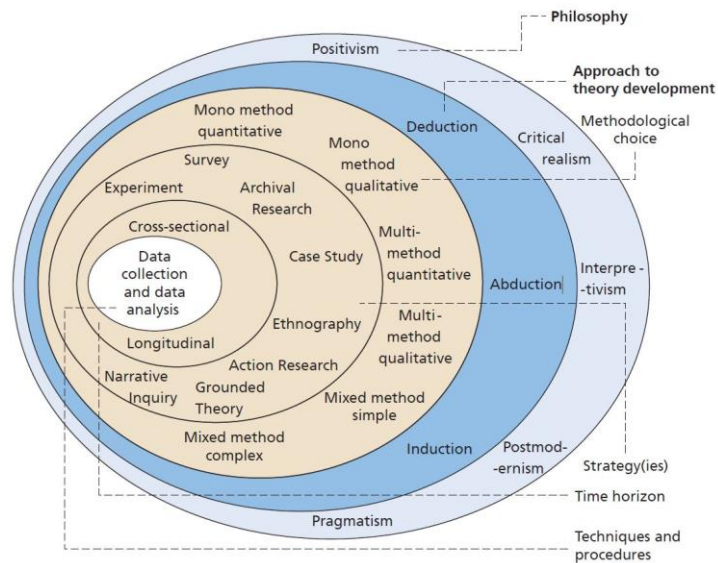 Philosophy
Positivism
Approach to
theory development
Mono method
quantitative
Deduction
Methodological
choice
Critical
realism
Mono
method
qualitative
Survey
Experiment
Archival
Research
Cross-sectional
Multi-
method
quantitative
Case Study
Data
collection
and data
analysis
Abduction
Interpre -
-tivism
Ethnography
Multi-
method
qualitative
Longitudinal
Action Research
Narrative
Inquiry
Grounded
Theory
Mixed method
simple
Mixed method
complex
Induction
Postmod-
-ernism
Strategy(ies)
Time horizon
Pragmatism
Techniques and
procedures